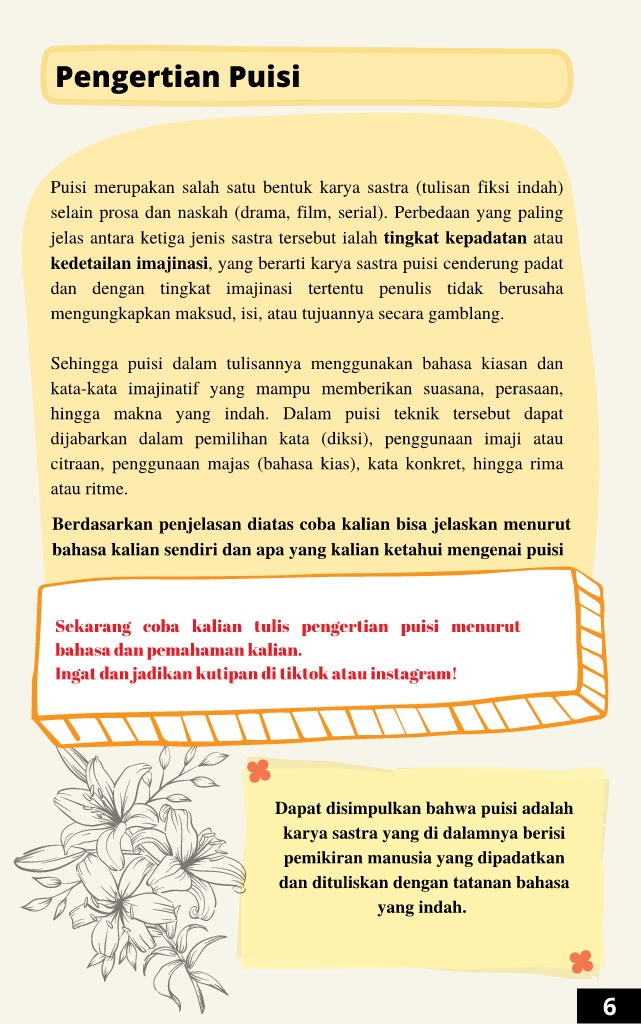 Pengertian Puisi
Puisi merupakan salah satu bentuk karya sastra (tulisan fiksi indah)
selain prosa dan naskah (drama, film, serial). Perbedaan yang paling
jelas antara ketiga jenis sastra tersebut ialah tingkat kepadatan atau
kedetailan imajinasi, yang berarti karya sastra puisi cenderung padat
dan dengan tingkat imajinasi tertentu penulis tidak berusaha
mengungkapkan maksud, isi, atau tujuannya secara gamblang.
Sehingga puisi dalam tulisannya menggunakan bahasa kiasan dan
kata-kata imajinatif yang mampu memberikan suasana, perasaan,
hingga makna yang indah. Dalam puisi teknik tersebut dapat
dijabarkan dalam pemilihan kata (diksi), penggunaan imaji atau
citraan, penggunaan majas (bahasa kias), kata konkret, hingga rima
atau ritme.
Berdasarkan penjelasan diatas coba kalian bisa jelaskan menurut
bahasa kalian sendiri dan apa yang kalian ketahui mengenai puisi
Sekarang coba kalian tulis pengertian puisi menurut
bahasa dan pemahaman kalian.
Ingat dan jadikan kutipan di tiktok atau instagram!
Dapat disimpulkan bahwa puisi adalah
karya sastra yang di dalamnya berisi
pemikiran manusia yang dipadatkan
dan dituliskan dengan tatanan bahasa
yang indah.
6